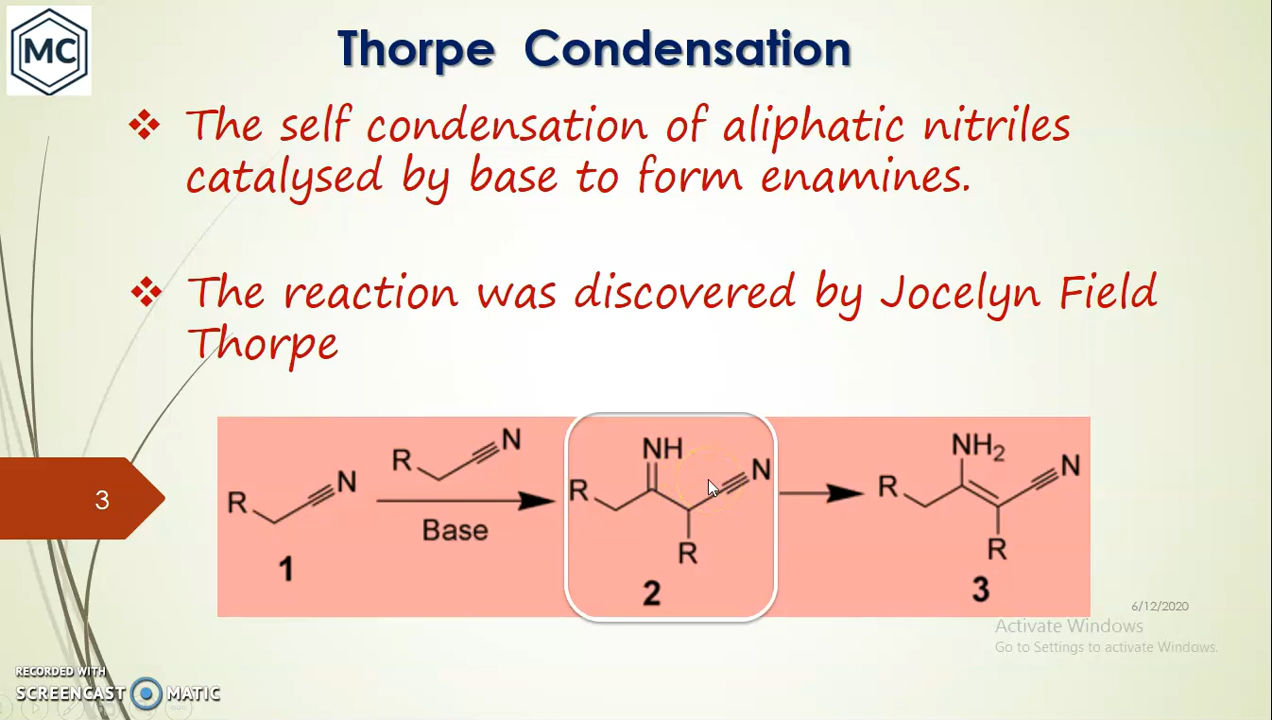 MC
Thorpe Condensation
❖ The self condensation of aliphatic nitriles
catalysed by base to form enamines.
❖ The reaction was discovered by Jocelyn Field
Thorpe
3
R N
R N
Base
1
NH
R N
R
2
NH₂
R N
R
3
6/12/2020
Activate Windows
Go to Settings to activate Windows.
RECORDED WITH
SCREENCAST MATIC